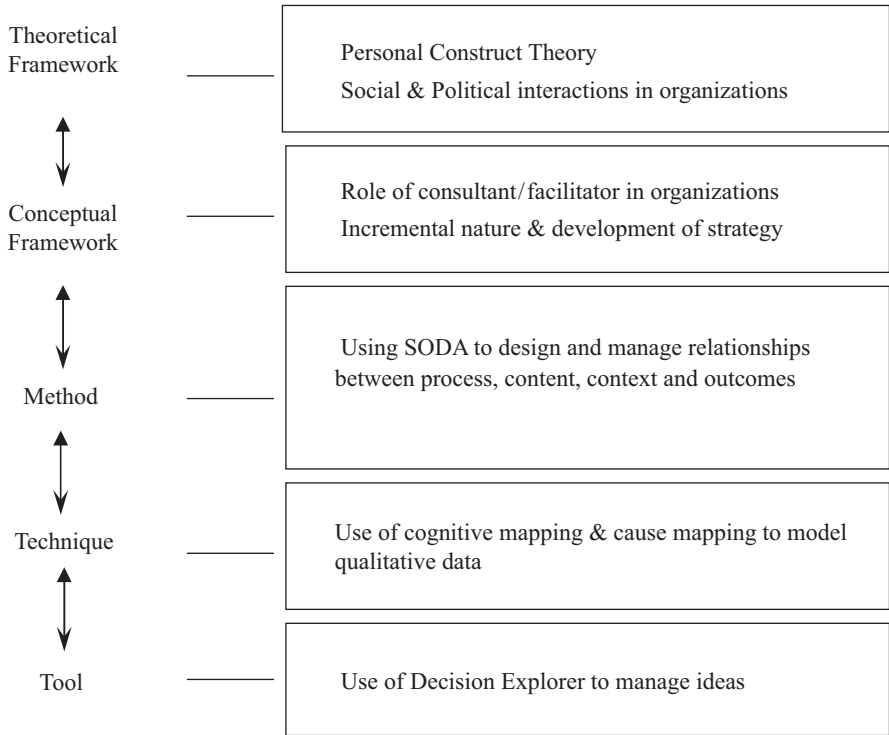 Theoretical
Framework
Personal Construct Theory
Social & Political interactions in organizations
Conceptual
Framework
Role of consultant/facilitator in organizations
Incremental nature & development of strategy
Method
Using SODA to design and manage relationships
between process, content, context and outcomes
Technique
Use of cognitive mapping & cause mapping to model
qualitative data
Tool
Use of Decision Explorer to manage ideas